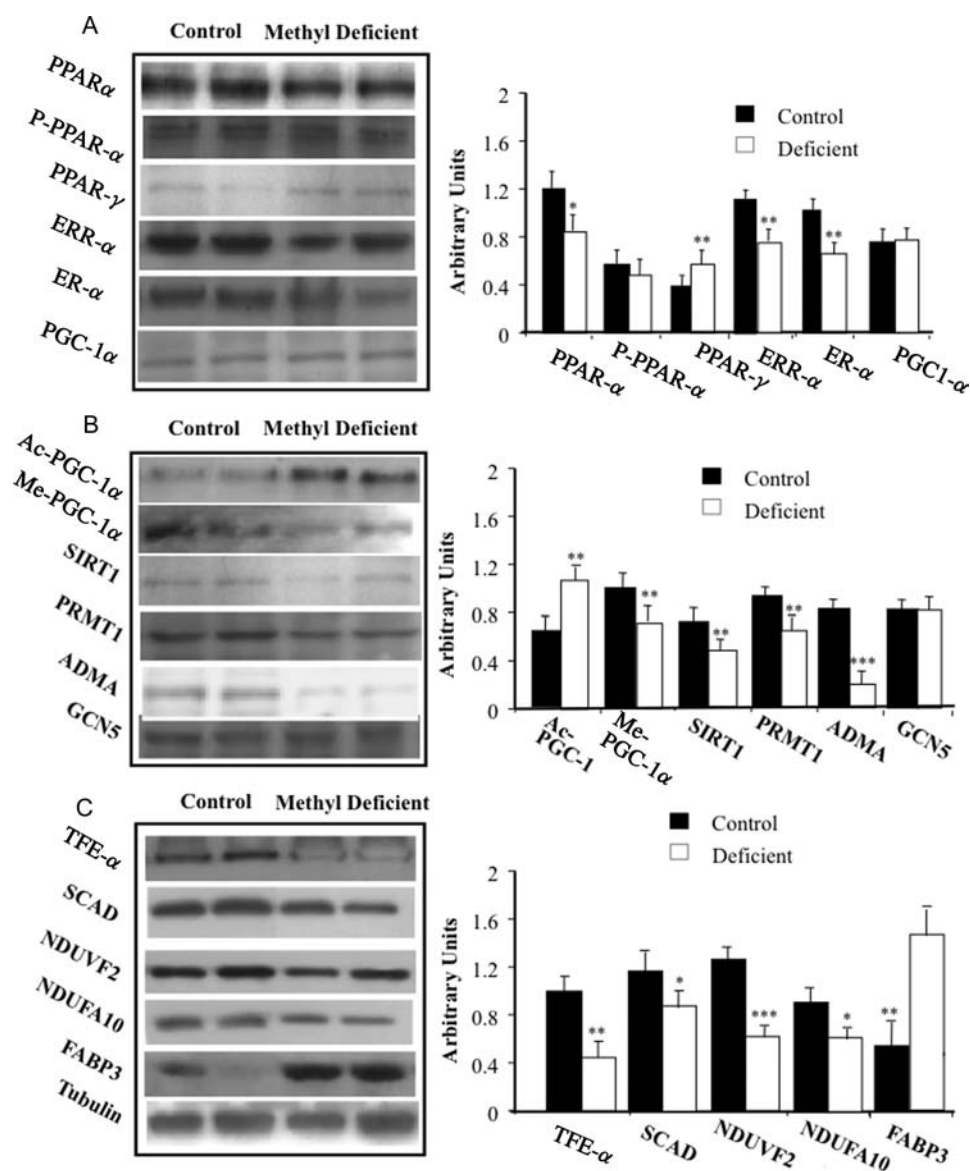 A
Control Methyl Deficient
PPARα
P-PPAR-α
PPAR-γ
ERR-α
ER-α
PGC-1α
Control
Deficient
Arbitrary Units
2
1.6
1.2
0.8
0.4
0
* ** ** **
PPAR-α P-PPAR-α PPAR-γ ERR-α ER-α PGC1-α
B
Control Methyl Deficient
Ac-PGC-1α
Me-PGC-1α
SIRT1
PRMT1
ADMA
GCN5
Control
Deficient
Arbitrary Units
2
1.6
1.2
0.8
0.4
0
** ** ** ** ***
Ac-
PGC-1
Me-
PGC-1α
SIRT1 PRMT1 ADMA GCN5
C
Control Methyl Deficient
TFE-α
SCAD
NDUVF2
NDUFA10
FABP3
Tubulin
Control
Deficient
Arbitrary Units
2
1.6
1.2
0.8
0.4
0
** * *** * **
TFE-α SCAD NDUVF2 NDUFA10 FABP3